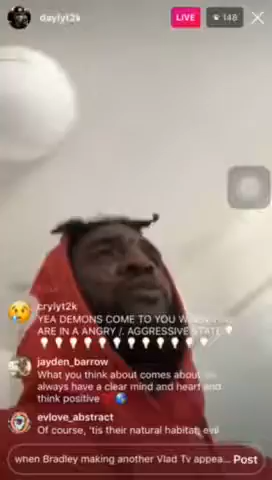 daylyt2k
LIVE
148
crylyt2k
YEA DEMONS COME TO YOU
ARE IN A ANGRY /. AGGRESSIVE STATE
jayden_barrow
What you think about comes about
always have a clear mind and heart and
think positive
evlove_abstract
Of course, 'tis their natural habitat, evil
when Bradley making another Vlad Tv appea... Post